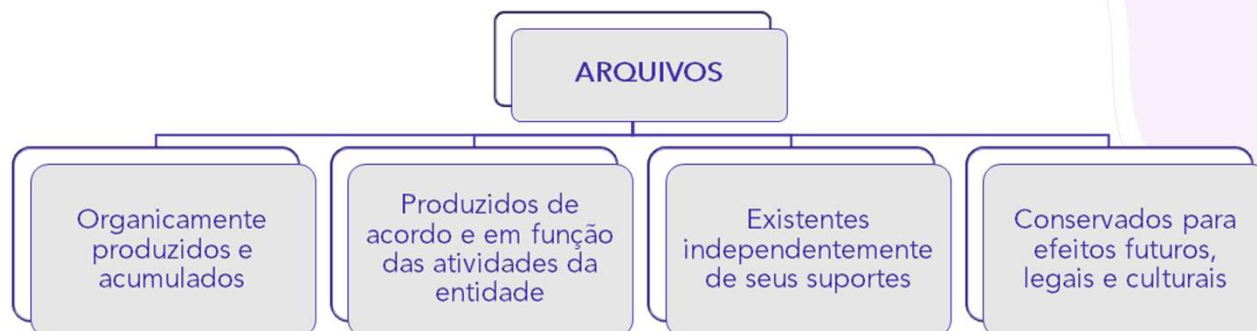 ARQUIVOS
Organicamente
produzidos e
acumulados
Produzidos de
acordo e em função
das atividades da
entidade
Existentes
independentemente
de seus suportes
Conservados para
efeitos futuros,
legais e culturais